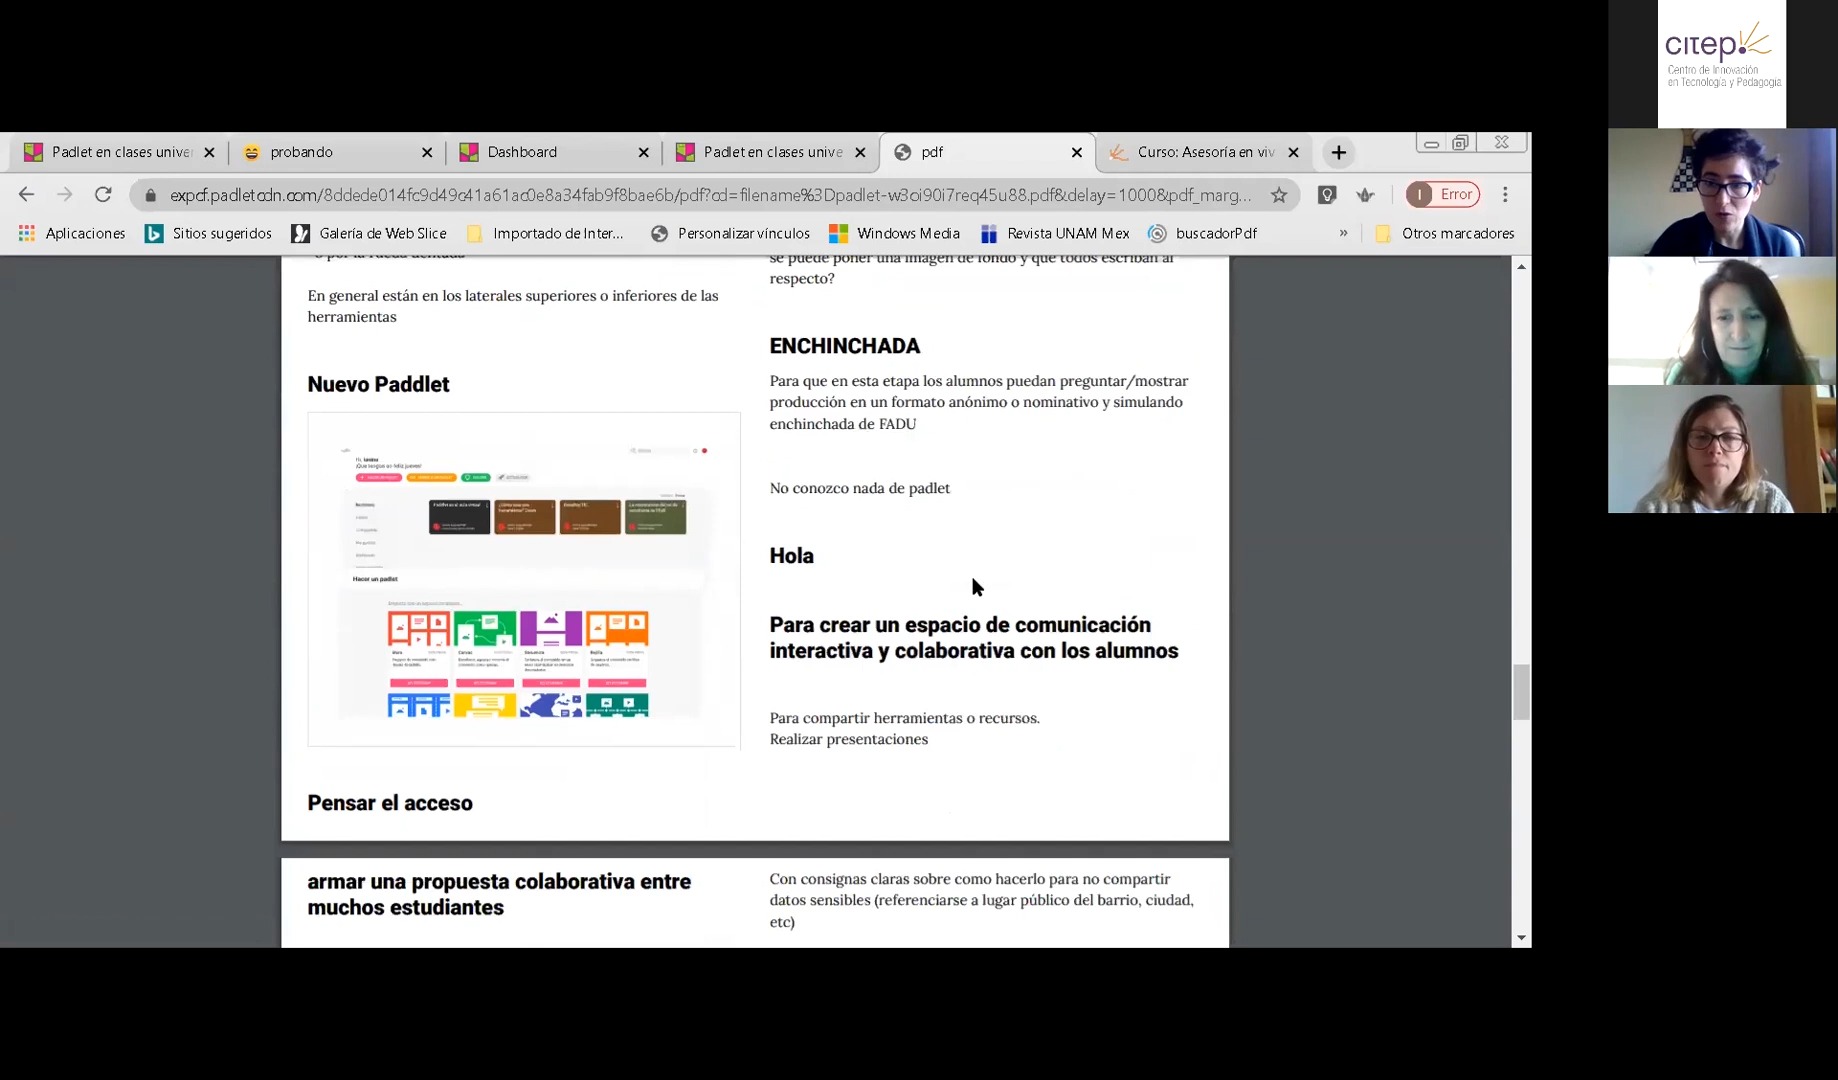 citep
Centro de Innovación
en Tecnología y Pedagogía
Padlet en clases unive
probando
Dashboard
Padlet en clases unive
pdf
Curso: Asesoría en viv
expdf.padletcdn.com/8ddede014fc9d49c41a61ac0e8a34fab9f8bae6b/pdf?cd=filename%3Dpadlet-w3oi90i7req45u88.pdf&delay=1000&pdf_marg...
Error
Aplicaciones
Sitios sugeridos
Galería de Web Slice
Importado de Inter...
Personalizar vínculos
Windows Media
Revista UNAM Mex
buscadorPdf
»
Otros marcadores
En general están en los laterales superiores o inferiores de las
herramientas
Nuevo Paddlet
Hacer un padlet
Pensar el acceso
se puede poner una imagen de fondo y que todos escriban al
respecto?
ENCHINCHADA
Para que en esta etapa los alumnos puedan preguntar/mostrar
producción en un formato anónimo o nominativo y simulando
enchinchada de FADU
No conozco nada de padlet
Hola
Para crear un espacio de comunicación
interactiva y colaborativa con los alumnos
Para compartir herramientas o recursos.
Realizar presentaciones
armar una propuesta colaborativa entre
muchos estudiantes
Con consignas claras sobre como hacerlo para no compartir
datos sensibles (referenciarse a lugar público del barrio, ciudad,
etc)